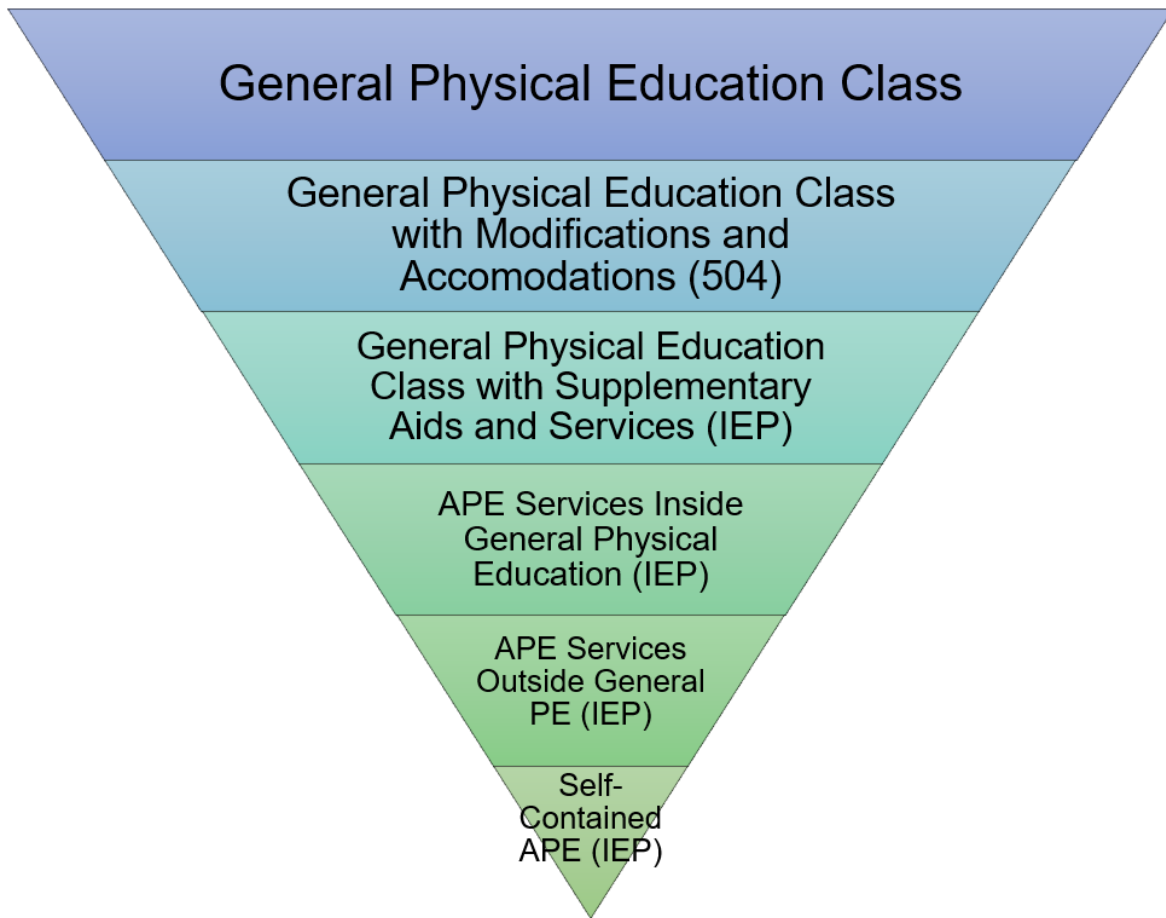 General Physical Education Class
General Physical Education Class
with Modifications and
Accomodations (504)
General Physical Education
Class with Supplementary
Aids and Services (IEP)
APE Services Inside
General Physical
Education (IEP)
APE Services
Outside General
PE (IEP)
Self-
Contained
APE (IEP)